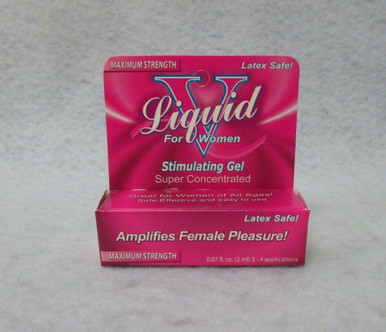 MAXIMUM STRENGTH
Latex Safe!
Liquid V
For Women
Stimulating Gel
Super Concentrated
Great for Women of All Ages!
Safe, Effective and easy to use
Latex Safe!
Amplifies Female Pleasure!
MAXIMUM STRENGTH
0.07 fl. oz. (2 ml) 3 - 4 applications